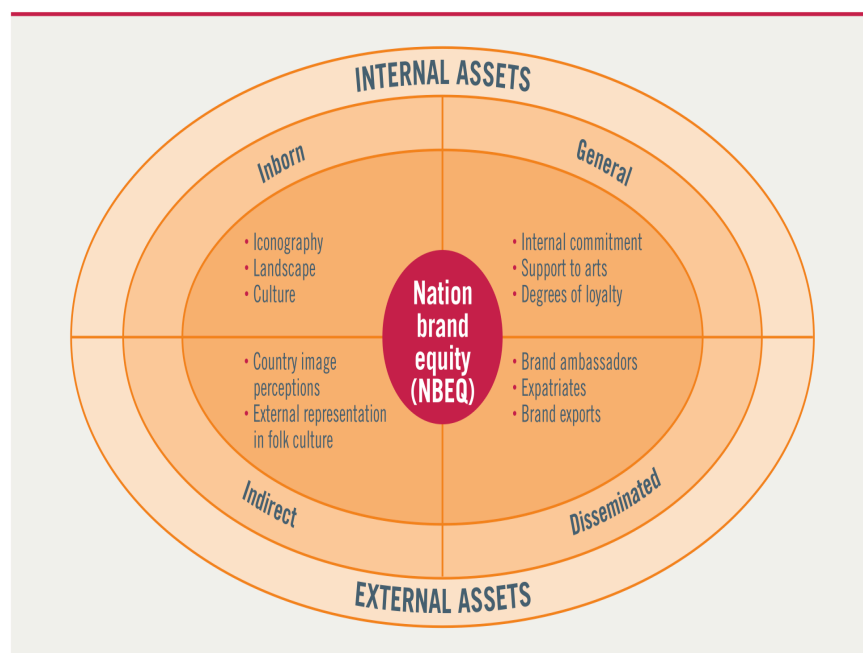 INTERNAL ASSETS
Inborn
General
• Iconography
• Landscape
• Culture
• Internal commitment
• Support to arts
• Degrees of loyalty
Nation
brand
equity
(NBEQ)
• Country image
perceptions
• External representation
in folk culture
• Brand ambassadors
• Expatriates
• Brand exports
Indirect
Disseminated
EXTERNAL ASSETS